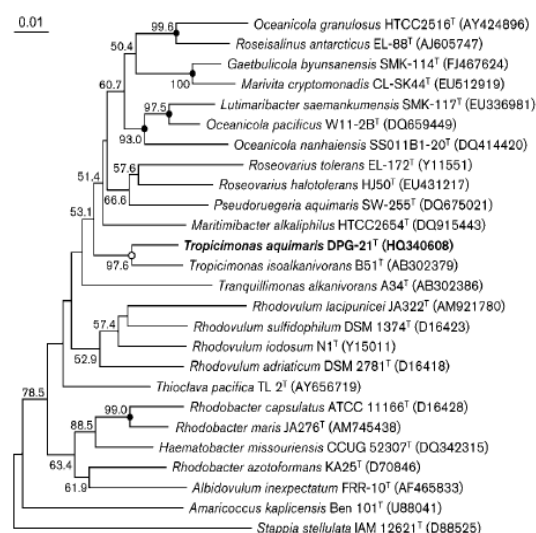 0.01
99.6
Oceanicola granulosus HTCC2516ᵀ (AY424896)
50.4
Roseisalinus antarcticus EL-88ᵀ (AJ605747)
Gaetbulicola byunsanensis SMK-114ᵀ (FJ467624)
60.7
100
Marivita cryptomonadis CL-SK44ᵀ (EU512919)
97.5
Lutimaribacter saemankumensis SMK-117ᵀ (EU336981)
Oceanicola pacificus W11-2Bᵀ (DQ659449)
93.0
Oceanicola nanhaiensis SS011B1-20ᵀ (DQ414420)
57.6
Roseovarius tolerans EL-172ᵀ (Y11551)
51.4
Roseovarius halotolerans HJ50ᵀ (EU431217)
66.6
Pseudoruegeria aquimaris SW-255ᵀ (DQ675021)
53.1
Maritimibacter alkaliphilus HTCC2654ᵀ (DQ915443)
Tropicimonas aquimaris DPG-21ᵀ (HQ340608)
97.6
Tropicimonas isoalkanivorans B51ᵀ (AB302379)
Tranquillimonas alkanivorans A34ᵀ (AB302386)
Rhodovulum lacipunicei JA322ᵀ (AM921780)
57.4
Rhodovulum sulfidophilum DSM 1374ᵀ (D16423)
Rhodovulum iodosum N1ᵀ (Y15011)
52.9
Rhodovulum adriaticum DSM 2781ᵀ (D16418)
Thioclava pacifica TL 2ᵀ (AY656719)
78.5
99.0
Rhodobacter capsulatus ATCC 11166ᵀ (D16428)
88.5
Rhodobacter maris JA276ᵀ (AM745438)
Haematobacter missouriensis CCUG 52307ᵀ (DQ342315)
63.4
Rhodobacter azotoformans KA25ᵀ (D70846)
61.9
Albidovulum inexpectatum FRR-10ᵀ (AF465833)
Amaricoccus kaplicensis Ben 101ᵀ (U88041)
Stappia stellulata IAM 12621ᵀ (D88525)